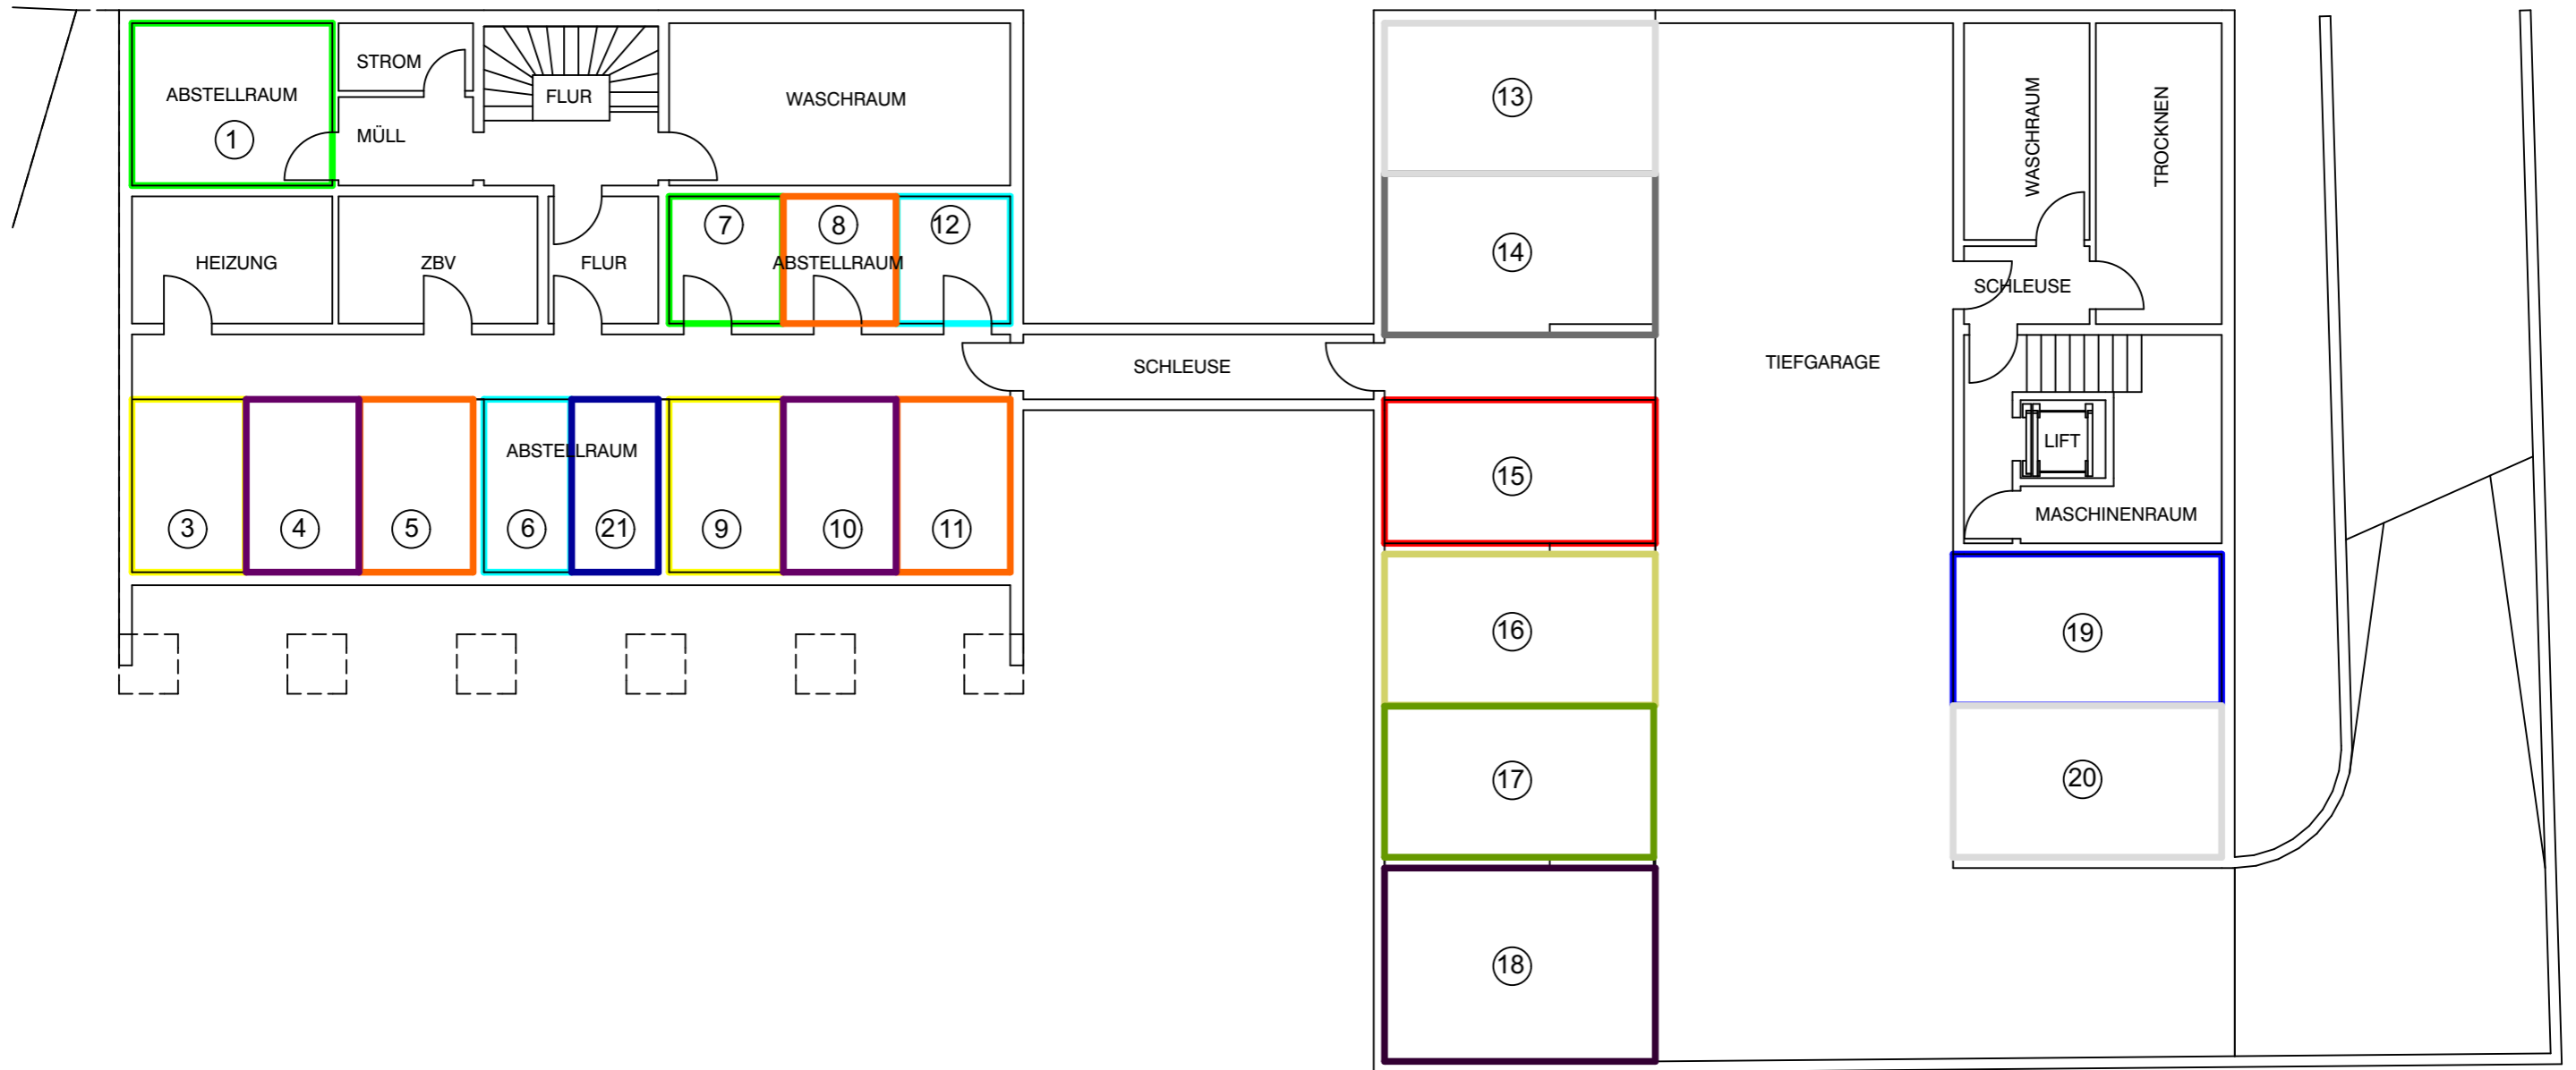 STROM
ABSTELLRAUM
1
MÜLL
FLUR
WASCHRAUM
HEIZUNG
ZBV
FLUR
7
8
12
ABSTELLRAUM
SCHLEUSE
ABSTELLRAUM
3
4
5
6
21
9
10
11
13
14
15
16
17
18
TIEFGARAGE
WASCHRAUM
TROCKNEN
SCHLEUSE
LIFT
MASCHINENRAUM
19
20